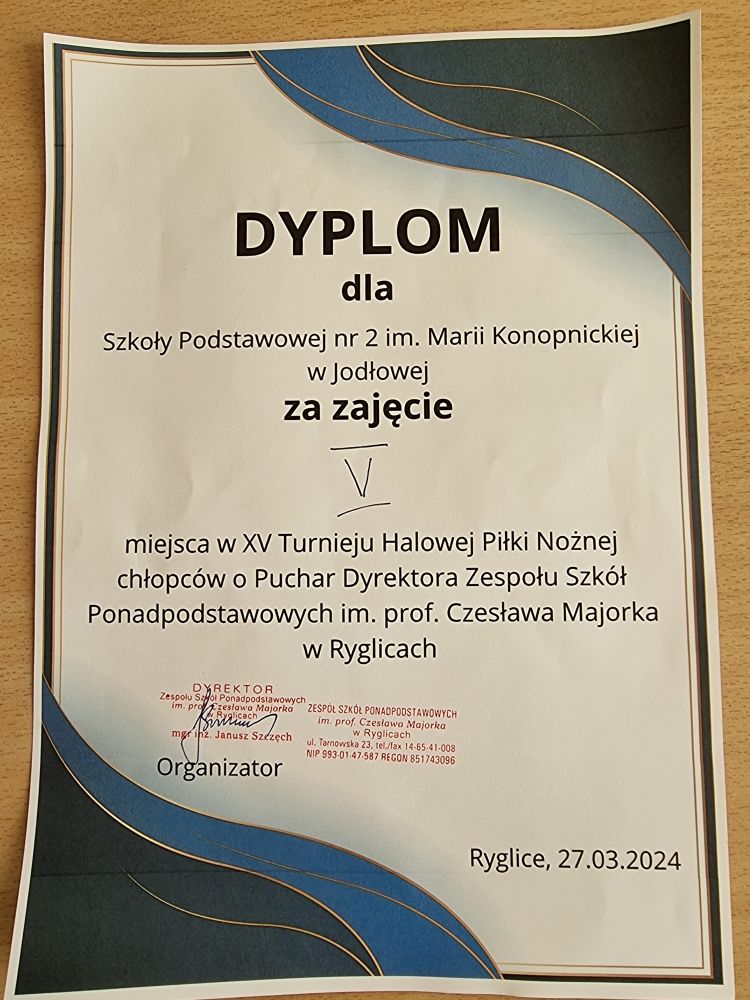 DYPLOM
dla
Szkoły Podstawowej nr 2 im. Marii Konopnickiej
w Jodłowej
za zajęcie
V
miejsca w XV Turnieju Halowej Piłki Nożnej
chłopców o Puchar Dyrektora Zespołu Szkół
Ponadpodstawowych im. prof. Czesława Majorka
w Ryglicach
DYREKTOR
Zespołu Szkół Ponadpodstawowych
im. prof. Czesława Majorka
w Ryglicach
mgr inż. Janusz Szczęch
ZESPÓŁ SZKÓŁ PONADPODSTAWOWYCH
im. prof. Czesława Majorka
w Ryglicach
ul. Tarnowska 23, tel./fax 14-65-41-008
NIP 993-01-47-587 REGON 851743096
Organizator
Ryglice, 27.03.2024